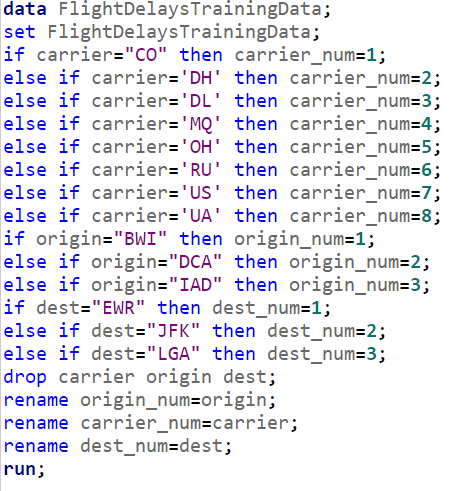 data FlightDelaysTrainingData;
set FlightDelaysTrainingData;
if carrier="CO" then carrier_num=1;
else if carrier='DH' then carrier_num=2;
else if carrier='DL' then carrier_num=3;
else if carrier='MQ' then carrier_num=4;
else if carrier='OH' then carrier_num=5;
else if carrier='RU' then carrier_num=6;
else if carrier='US' then carrier_num=7;
else if carrier='UA' then carrier_num=8;
if origin="BWI" then origin_num=1;
else if origin="DCA" then origin_num=2;
else if origin="IAD" then origin_num=3;
if dest="EWR" then dest_num=1;
else if dest="JFK" then dest_num=2;
else if dest="LGA" then dest_num=3;
drop carrier origin dest;
rename origin_num=origin;
rename carrier_num=carrier;
rename dest_num=dest;
run;